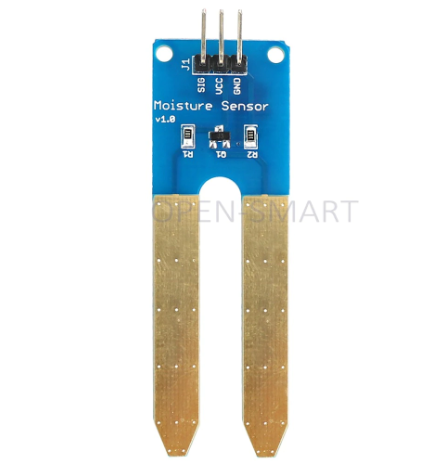 J1
SIG VCC GND
Moisture Sensor
v1.0
R1 Q1 R2
OPEN-SMART